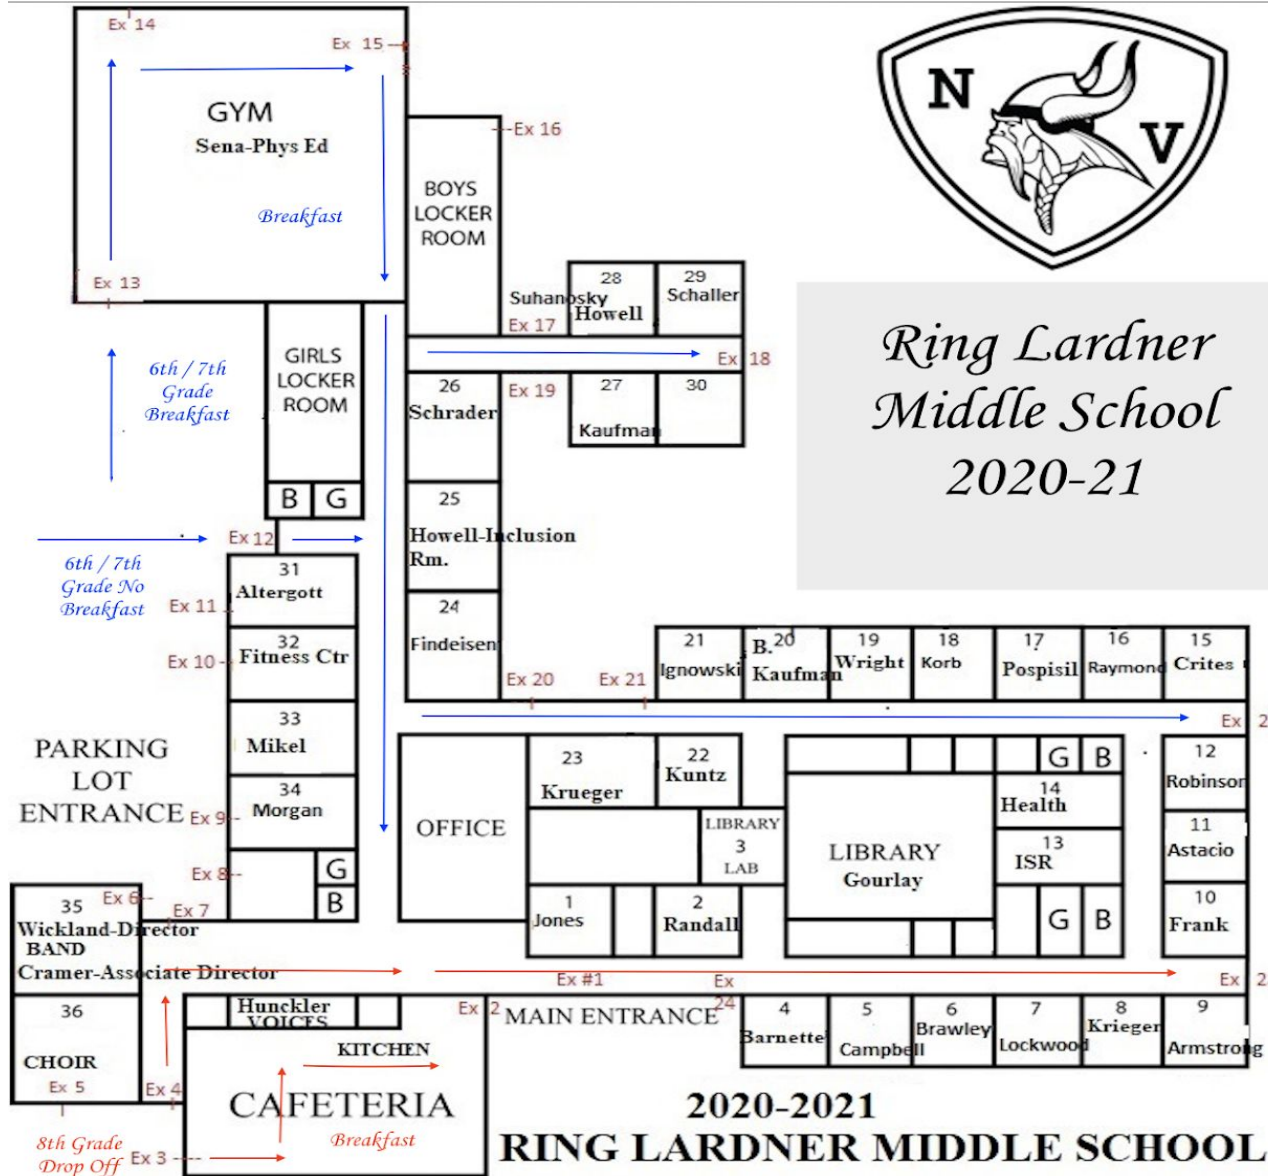 Ex 14
Ex 15
GYM
Sena-Phys Ed
Breakfast
Ex 13
Ex 16
BOYS
LOCKER
ROOM
N
V
Ring Lardner
Middle School
2020-21
28
Howell
29
Schaller
Suhanosky
Ex 17
GIRLS
LOCKER
ROOM
6th / 7th
Grade
Breakfast
Ex 18
26
Schrader
Ex 19
27
Kaufman
30
B
G
25
Howell-Inclusion
Rm.
Ex 12
6th / 7th
Grade No
Breakfast
31
Altergott
Ex 11
24
Findeisen
32
Fitness Ctr
Ex 10
Ex 20
Ex 21
21
Ignowski
B.
20
Kaufman
19
Wright
18
Korb
17
Pospisil
16
Raymond
15
Crites
Ex 2
33
Mikel
PARKING
LOT
ENTRANCE
34
Morgan
Ex 9
OFFICE
23
Krueger
22
Kuntz
LIBRARY
3
LAB
LIBRARY
Gourlay
G
B
14
Health
13
ISR
G
B
12
Robinson
11
Astacio
10
Frank
Ex 8
G
B
Ex 6
Ex 7
1
Jones
2
Randall
35
Wickland-Director
BAND
Cramer-Associate Director
Ex #1
Ex
24
Ex 2
36
CHOIR
Ex 5
Ex 4
Hunckler
VOICES
Ex 2
MAIN ENTRANCE
4
Barnette
5
Campbell
6
Brawley
7
Lockwood
8
Krieger
9
Armstrong
KITCHEN
CAFETERIA
Breakfast
8th Grade
Drop Off
Ex 3
2020-2021
RING LARDNER MIDDLE SCHOOL